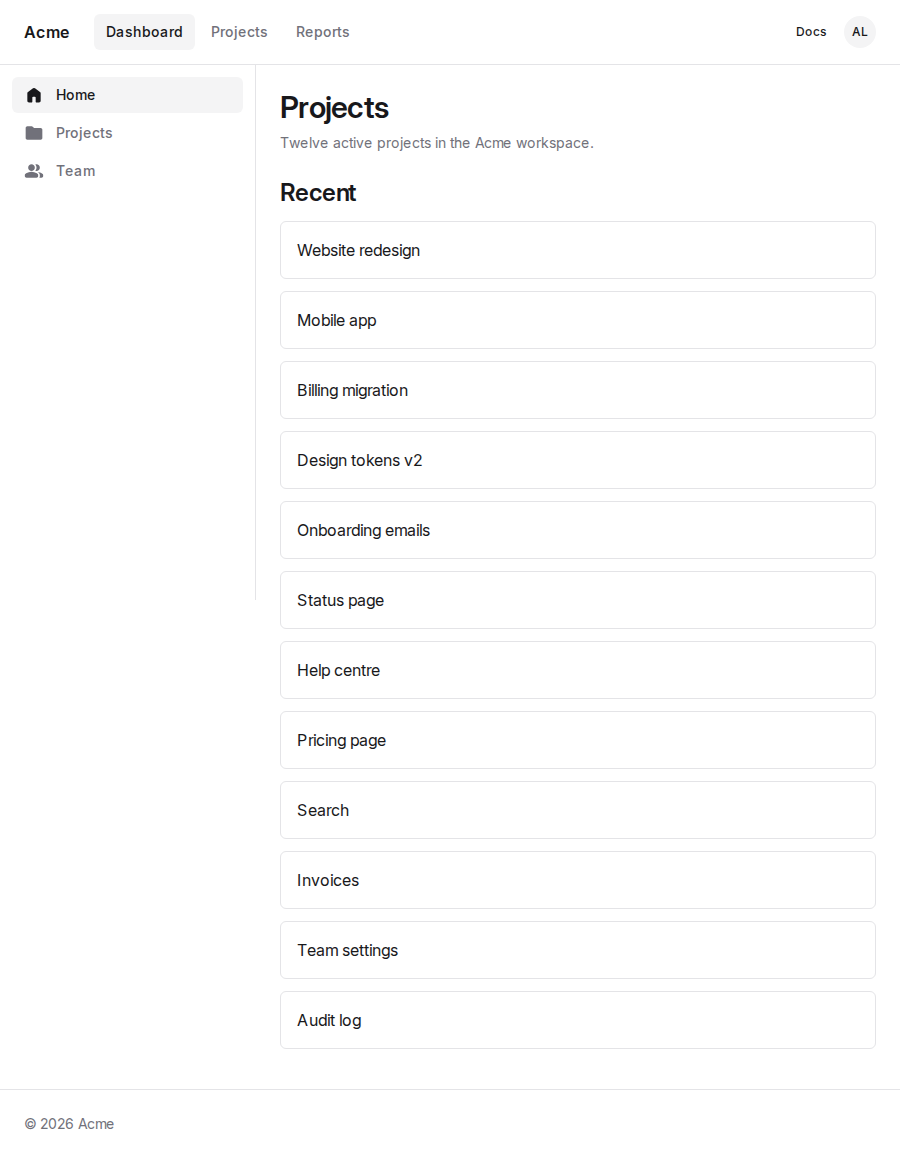 Acme Dashboard Projects Reports Docs AL
Home
Projects
Team
Projects
Twelve active projects in the Acme workspace.
Recent
Website redesign
Mobile app
Billing migration
Design tokens v2
Onboarding emails
Status page
Help centre
Pricing page
Search
Invoices
Team settings
Audit log
© 2026 Acme